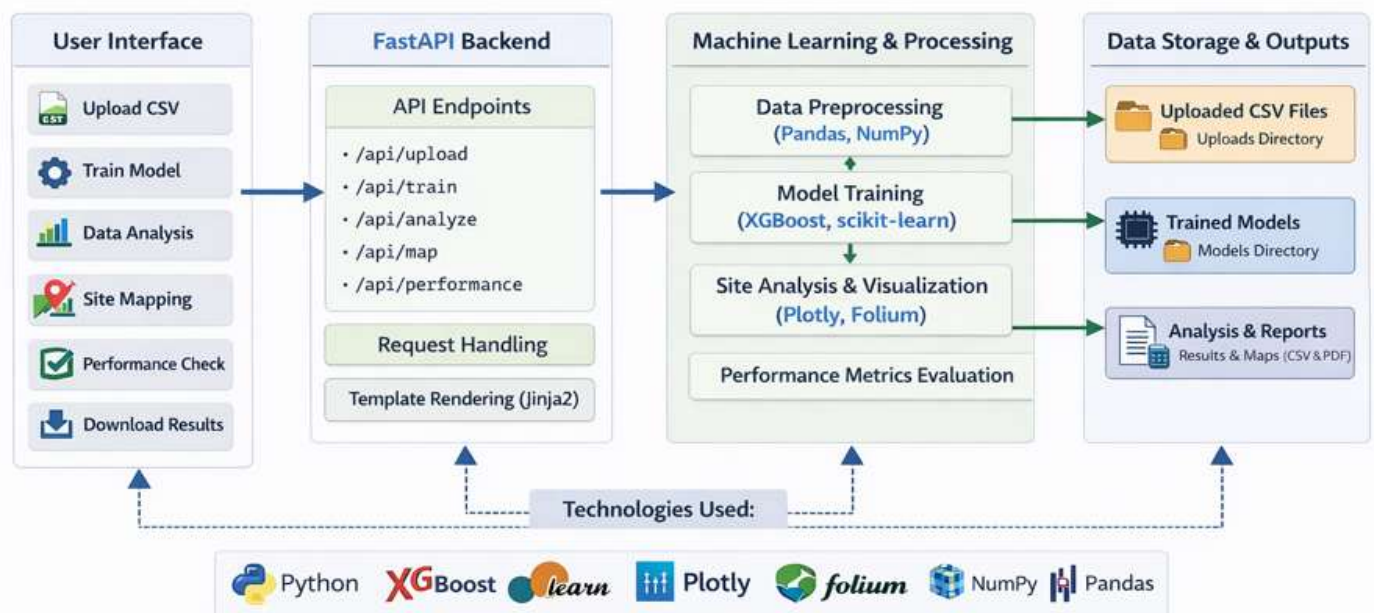 User Interface
CST
Upload CSV
Train Model
Data Analysis
Site Mapping
Performance Check
Download Results
FastAPI Backend
API Endpoints
· /api/upload
· /api/train
· /api/analyze
· /api/map
· /api/performance
Request Handling
Template Rendering (Jinja2)
Machine Learning & Processing
Data Preprocessing
(Pandas, NumPy)
Model Training
(XGBoost, scikit-learn)
Site Analysis & Visualization
(Plotly, Folium)
Performance Metrics Evaluation
Data Storage & Outputs
Uploaded CSV Files
Uploads Directory
Trained Models
Models Directory
Analysis & Reports
Results & Maps (CSV & PDF)
Technologies Used:
Python XGBoost learn Plotly folium NumPy Pandas